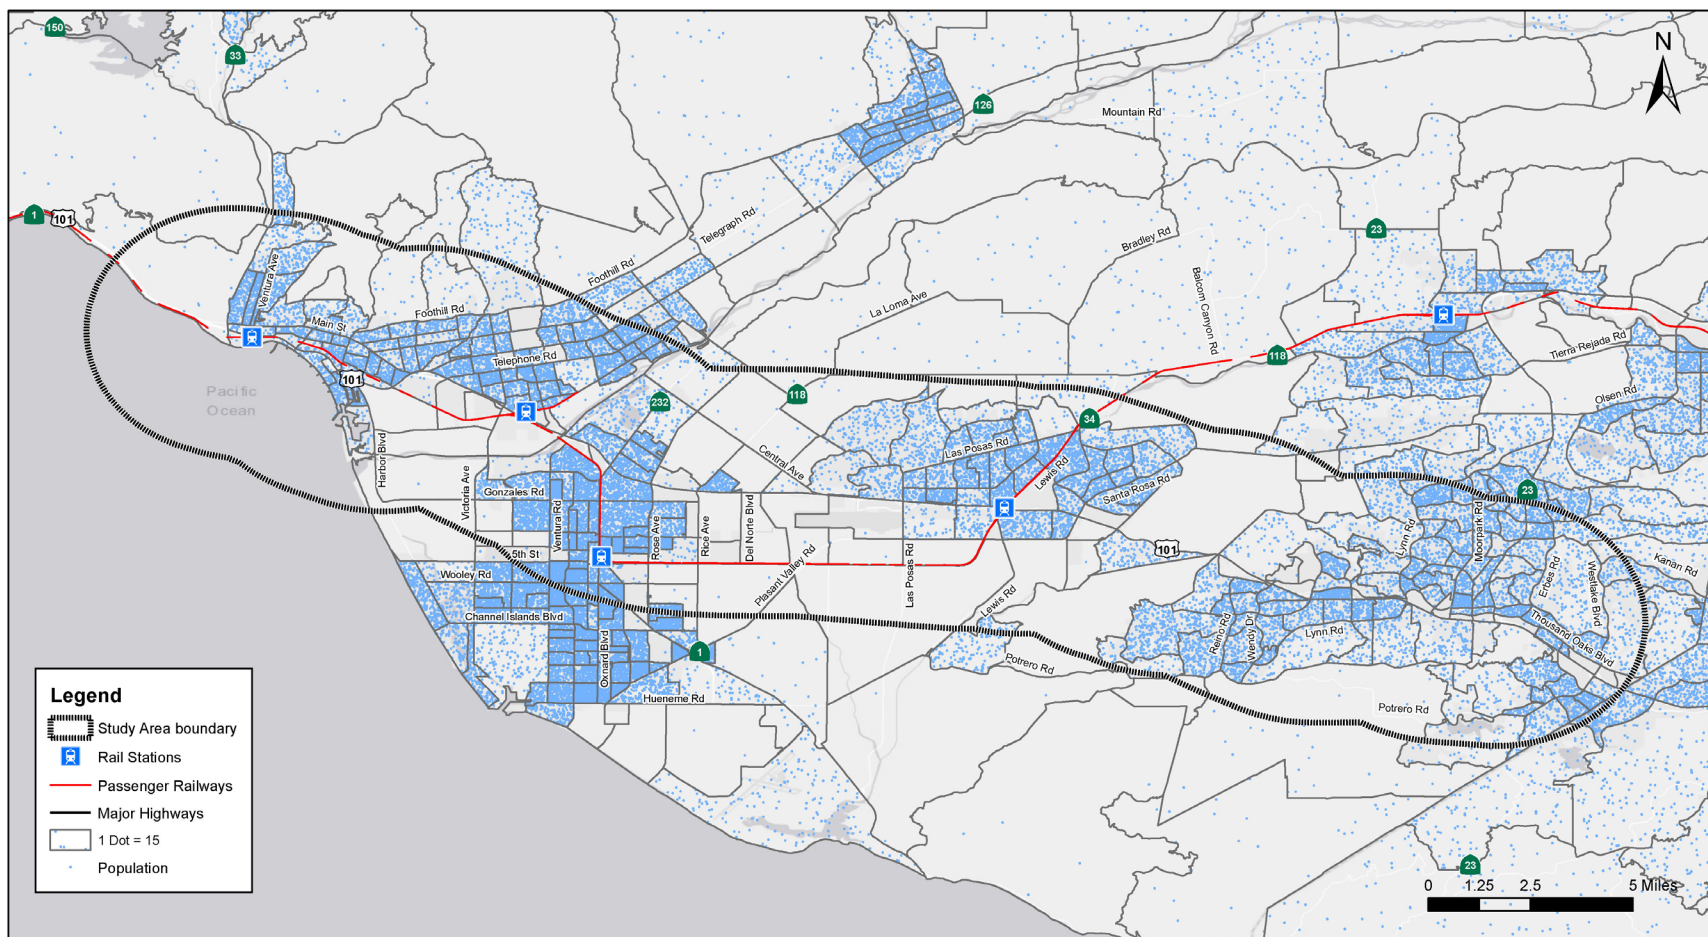 150
33
N
126
Mountain Rd
1
101
23
Telegraph Rd
Bradley Rd
Foothill Rd
Ventura Ave
Balcom Canyon Rd
La Loma Ave
Foothill Rd
Main St
Tierra Rejada Rd
Telephone Rd
118
101
Pacific
Ocean
232
118
Olsen Rd
34
Harbor Blvd
Las Posas Rd
Central Ave
Lewis Rd
Santa Rosa Rd
Victoria Ave
Gonzales Rd
23
Ventura Rd
Rose Ave
Rice Ave
Del Norte Blvd
Lynn Rd
Moorpark Rd
5th St
101
Kanan Rd
Wooley Rd
Plasant Valley Rd
Las Posas Rd
Erbes Rd
Westlake Blvd
Lewis Rd
Channel Islands Blvd
Reino Rd
Wendy Dr
Lynn Rd
Thousand Oaks Blvd
Oxnard Blvd
1
Potrero Rd
Hueneme Rd
Potrero Rd
Legend
Study Area boundary
Rail Stations
Passenger Railways
Major Highways
1 Dot = 15
Population
23
0 1.25 2.5 5 Miles